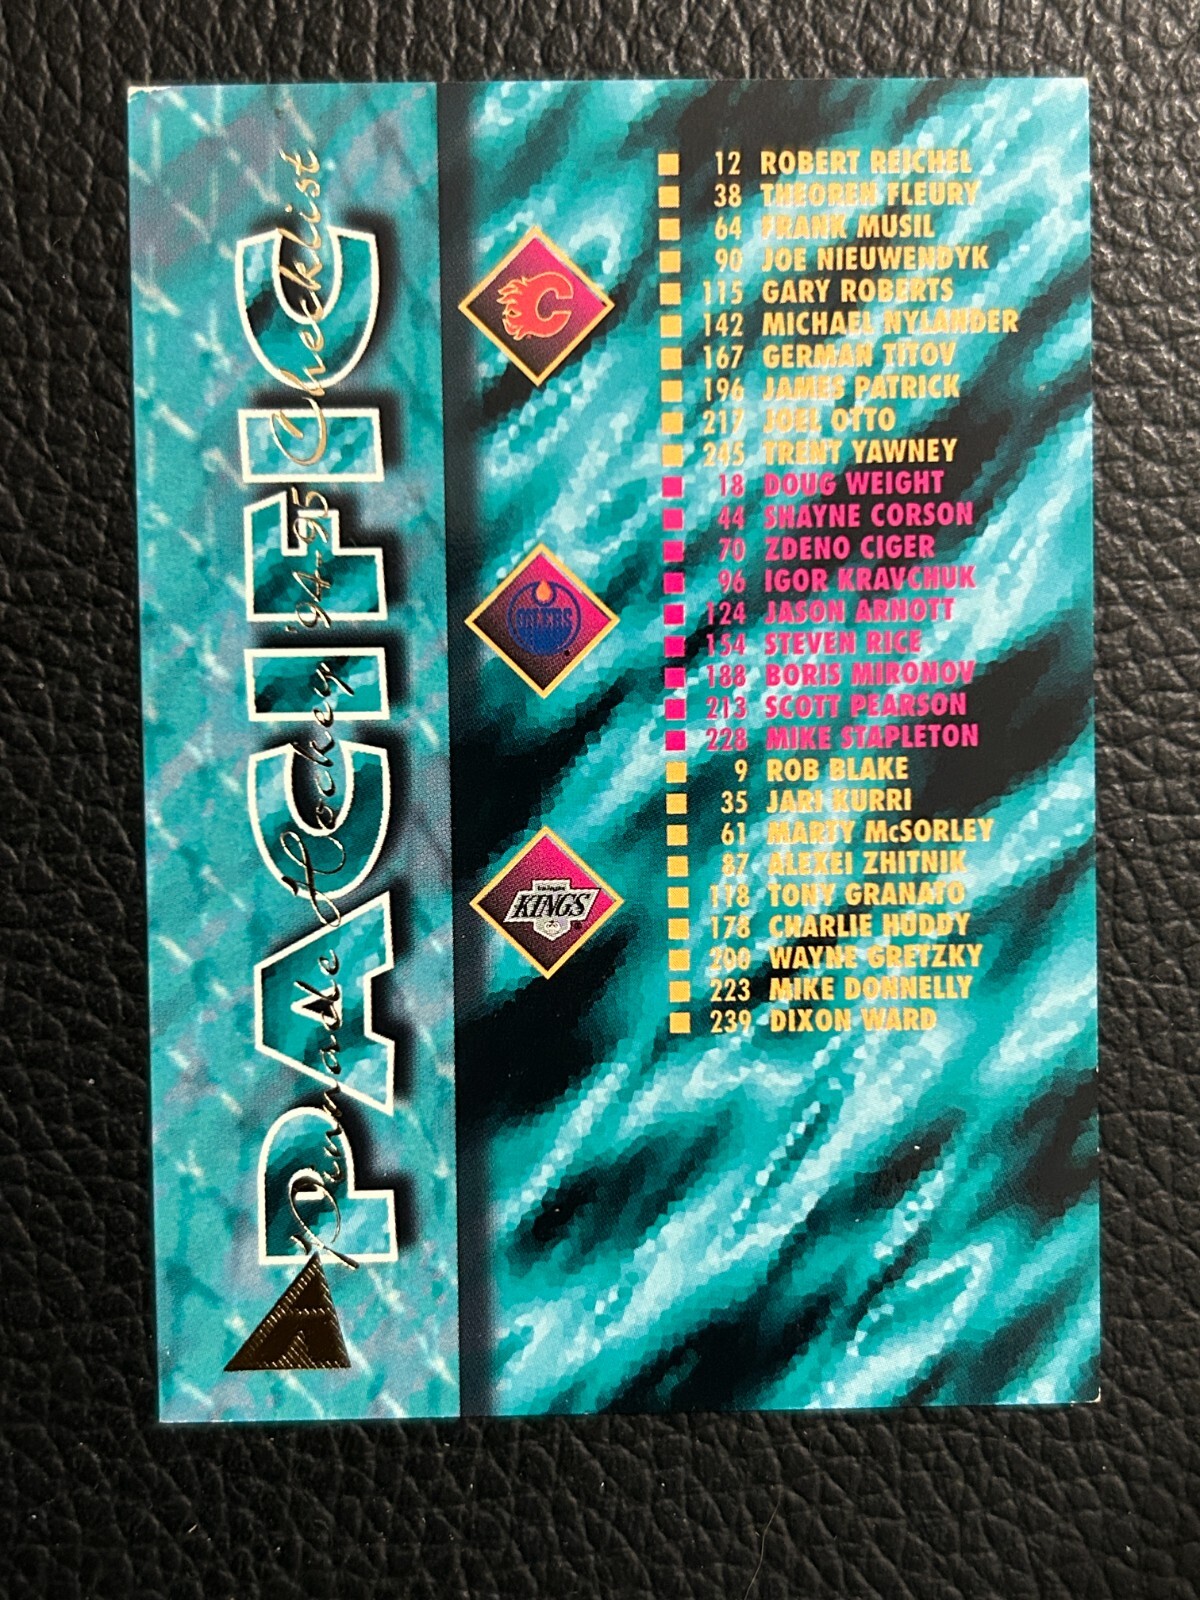 PACIFIC
Pinnacle Hockey '94-95 Checklist
12 ROBERT REICHEL
38 THEOREN FLEURY
64 FRANK MUSIL
90 JOE NIEUWENDYK
115 GARY ROBERTS
142 MICHAEL NYLANDER
167 GERMAN TITOV
196 JAMES PATRICK
217 JOEL OTTO
245 TRENT YAWNEY
18 DOUG WEIGHT
44 SHAYNE CORSON
70 ZDENO CIGER
96 IGOR KRAVCHUK
124 JASON ARNOTT
154 STEVEN RICE
188 BORIS MIRONOV
213 SCOTT PEARSON
228 MIKE STAPLETON
9 ROB BLAKE
35 JARI KURRI
61 MARTY McSORLEY
87 ALEXEI ZHITNIK
118 TONY GRANATO
178 CHARLIE HUDDY
200 WAYNE GRETZKY
223 MIKE DONNELLY
239 DIXON WARD
C
OILERS
Los Angeles
KINGS